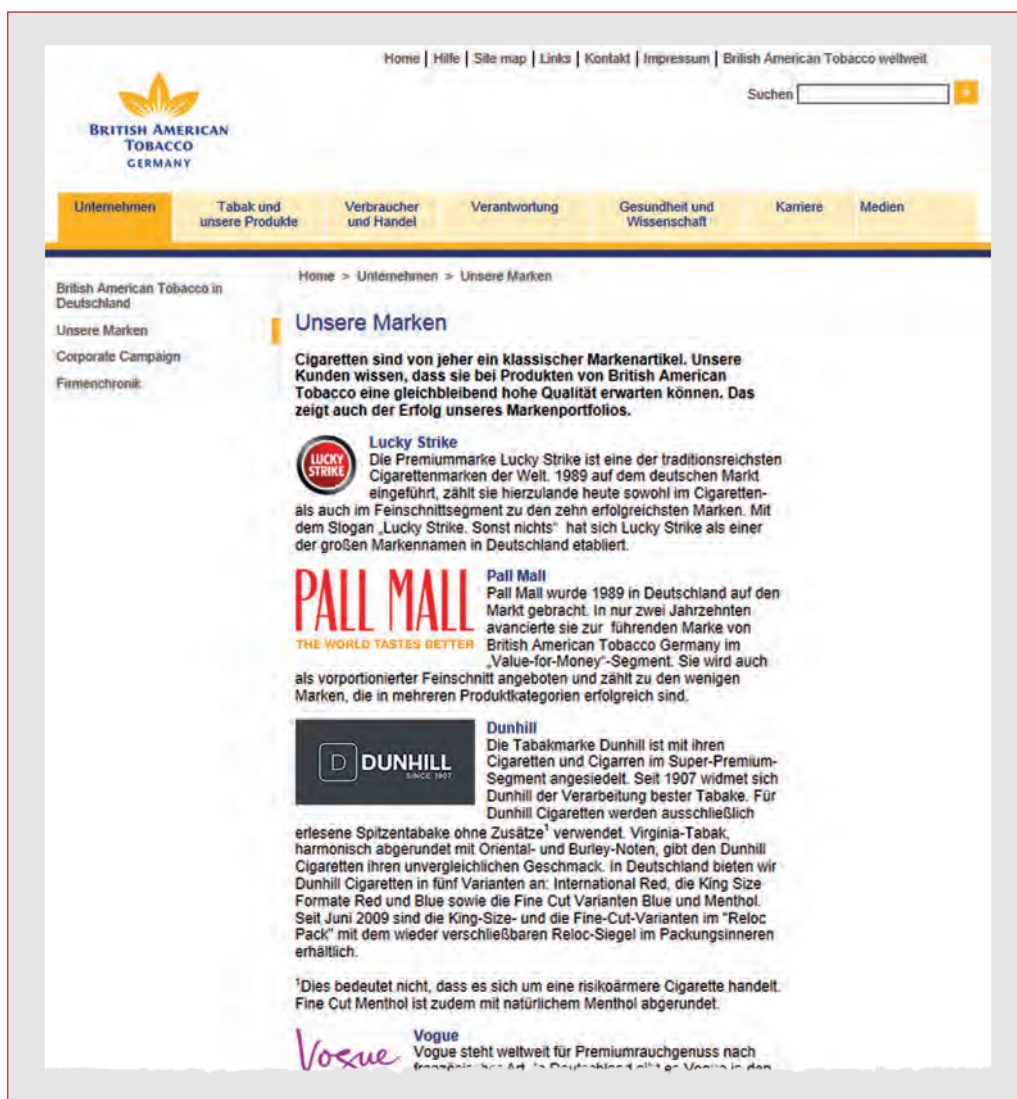 Home | Hilfe | Site map | Links | Kontakt | Impressum | British American Tobacco weltweit
Suchen
BRITISH AMERICAN
TOBACCO
GERMANY
Unternehmen
Tabak und
unsere Produkte
Verbraucher
und Handel
Verantwortung
Gesundheit und
Wissenschaft
Karriere
Medien
British American Tobacco in
Deutschland
Unsere Marken
Corporate Campaign
Firmenchronik
Home > Unternehmen > Unsere Marken
Unsere Marken
Cigaretten sind von jeher ein klassischer Markenartikel. Unsere
Kunden wissen, dass sie bei Produkten von British American
Tobacco eine gleichbleibend hohe Qualität erwarten können. Das
zeigt auch der Erfolg unseres Markenportfolios.
LUCKY
STRIKE
Lucky Strike
Die Premiummarke Lucky Strike ist eine der traditionsreichsten
Cigarettenmarken der Welt. 1989 auf dem deutschen Markt
eingeführt, zählt sie hierzulande heute sowohl im Cigaretten-
als auch im Feinschnittsegment zu den zehn erfolgreichsten Marken. Mit
dem Slogan „Lucky Strike. Sonst nichts" hat sich Lucky Strike als einer
der großen Markennamen in Deutschland etabliert.
PALL MALL
THE WORLD TASTES BETTER
Pall Mall
Pall Mall wurde 1989 in Deutschland auf den
Markt gebracht. In nur zwei Jahrzehnten
avancierte sie zur führenden Marke von
British American Tobacco Germany im
„Value-for-Money"-Segment. Sie wird auch
als vorportionierter Feinschnitt angeboten und zählt zu den wenigen
Marken, die in mehreren Produktkategorien erfolgreich sind.
D DUNHILL
SINCE 1907
Dunhill
Die Tabakmarke Dunhill ist mit ihren
Cigaretten und Cigarren im Super-Premium-
Segment angesiedelt. Seit 1907 widmet sich
Dunhill der Verarbeitung bester Tabake. Für
Dunhill Cigaretten werden ausschließlich
erlesene Spitzentabake ohne Zusätze¹ verwendet. Virginia-Tabak,
harmonisch abgerundet mit Oriental- und Burley-Noten, gibt den Dunhill
Cigaretten ihren unvergleichlichen Geschmack. In Deutschland bieten wir
Dunhill Cigaretten in fünf Varianten an: International Red, die King Size
Formate Red und Blue sowie die Fine Cut Varianten Blue und Menthol.
Seit Juni 2009 sind die King-Size- und die Fine-Cut-Varianten im "Reloc
Pack" mit dem wieder verschließbaren Reloc-Siegel im Packungsinneren
erhältlich.
¹Dies bedeutet nicht, dass es sich um eine risikoärmere Cigarette handelt.
Fine Cut Menthol ist zudem mit natürlichem Menthol abgerundet.
Vogue
Vogue
Vogue steht weltweit für Premiumrauchgenuss nach